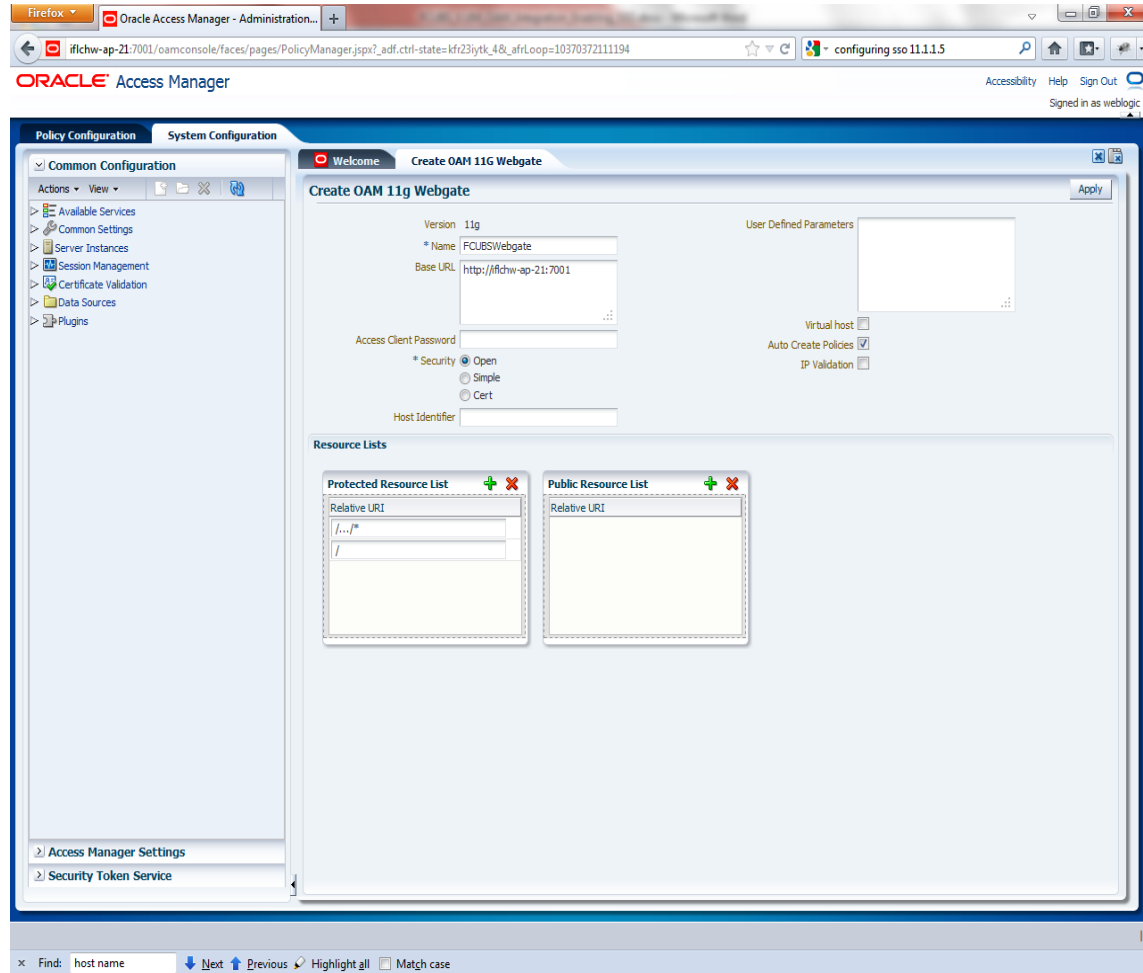 Firefox
Oracle Access Manager - Administration...
iflchw-ap-21:7001/oamconsole/faces/pages/PolicyManager.jspx?_adf.ctrl-state=kfr23iytk_4&_afrLoop=10370372111194
configuring sso 11.1.1.5
ORACLE Access Manager
Accessibility Help Sign Out
Signed in as weblogic
Policy Configuration System Configuration
Common Configuration
Actions View
Available Services
Common Settings
Server Instances
Session Management
Certificate Validation
Data Sources
Plugins
Access Manager Settings
Security Token Service
Welcome Create OAM 11G Webgate
Create OAM 11g Webgate Apply
Version 11g
* Name FCUBSWebgate
Base URL http://iflchw-ap-21:7001
Access Client Password
* Security Open
Simple
Cert
Host Identifier
User Defined Parameters
Virtual host
Auto Create Policies
IP Validation
Resource Lists
Protected Resource List
Relative URI
/.../*
/
Public Resource List
Relative URI
x Find: host name Next Previous Highlight all Match case